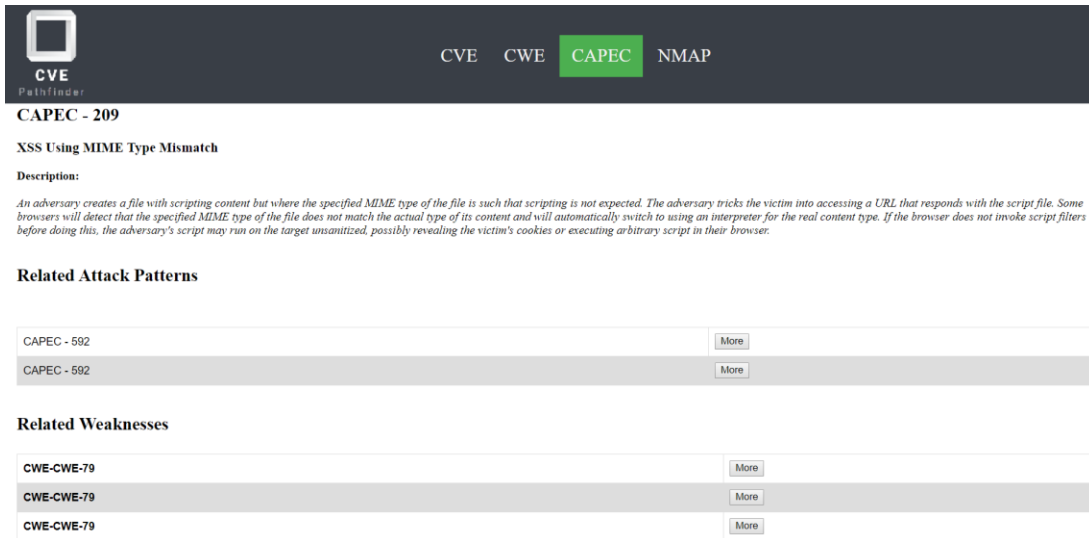 CVE
Pathfinder
CVE CWE CAPEC NMAP
CAPEC - 209
XSS Using MIME Type Mismatch
Description:
An adversary creates a file with scripting content but where the specified MIME type of the file is such that scripting is not expected. The adversary tricks the victim into accessing a URL that responds with the script file. Some
browsers will detect that the specified MIME type of the file does not match the actual type of its content and will automatically switch to using an interpreter for the real content type. If the browser does not invoke script filters
before doing this, the adversary's script may run on the target unsanitized, possibly revealing the victim's cookies or executing arbitrary script in their browser.
Related Attack Patterns
CAPEC - 592 More
CAPEC - 592 More
Related Weaknesses
CWE-CWE-79 More
CWE-CWE-79 More
CWE-CWE-79 More